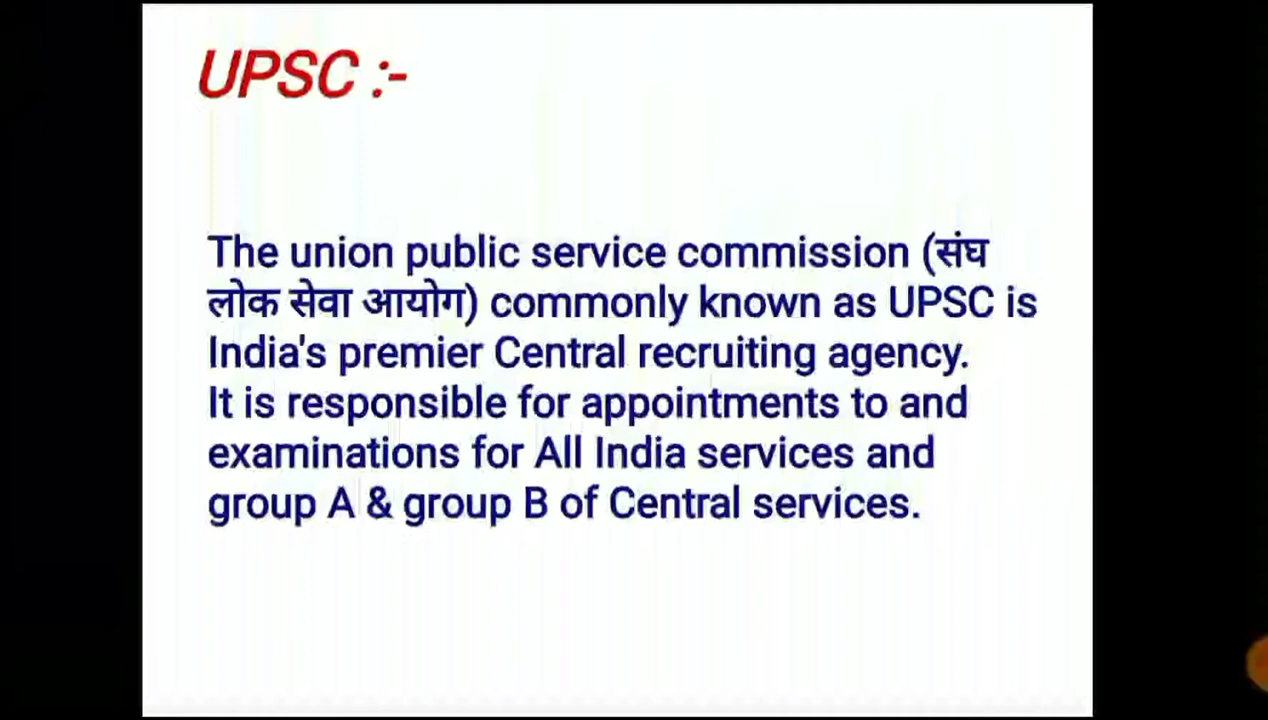 UPSC :-
The union public service commission (संघ
लोक सेवा आयोग) commonly known as UPSC is
India's premier Central recruiting agency.
It is responsible for appointments to and
examinations for All India services and
group A & group B of Central services.